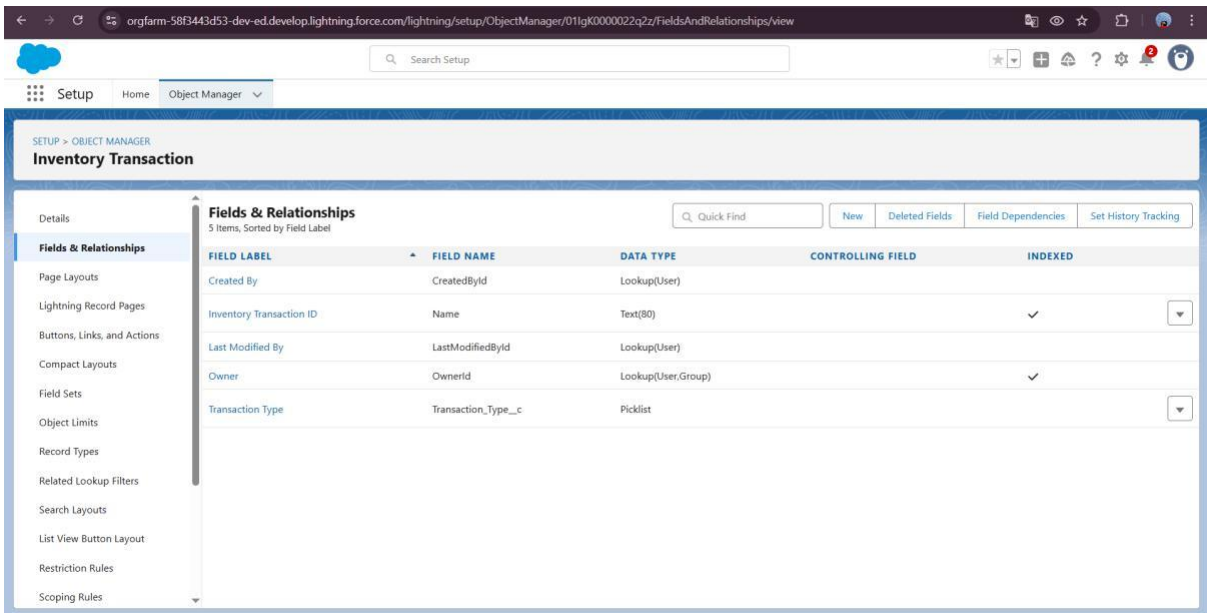 orgfarm-58f3443d53-dev-ed.develop.lightning.force.com/lightning/setup/ObjectManager/01IgK0000022q2z/FieldsAndRelationships/view
Search Setup
2
Setup Home Object Manager
SETUP > OBJECT MANAGER
Inventory Transaction
Details
Fields & Relationships
Page Layouts
Lightning Record Pages
Buttons, Links, and Actions
Compact Layouts
Field Sets
Object Limits
Record Types
Related Lookup Filters
Search Layouts
List View Button Layout
Restriction Rules
Scoping Rules
Fields & Relationships
5 Items, Sorted by Field Label
Quick Find New Deleted Fields Field Dependencies Set History Tracking
FIELD LABEL FIELD NAME DATA TYPE CONTROLLING FIELD INDEXED
Created By CreatedById Lookup(User)
Inventory Transaction ID Name Text(80)
Last Modified By LastModifiedById Lookup(User)
Owner OwnerId Lookup(User,Group)
Transaction Type Transaction_Type__c Picklist